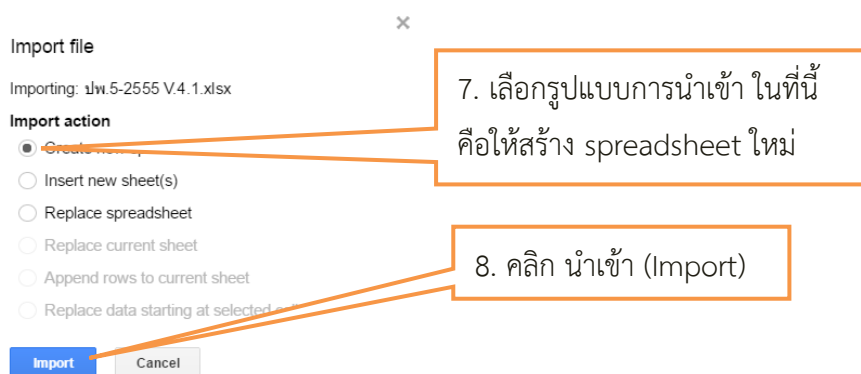 Import file
Importing: ปพ.5-2555 V.4.1.xlsx
Import action
Insert new sheet(s)
Replace spreadsheet
Replace current sheet
Append rows to current sheet
Replace data starting at selected
Import Cancel
7. เลือกรูปแบบการนำเข้า ในที่นี้
คือให้สร้าง spreadsheet ใหม่
8. คลิก นำเข้า (Import)